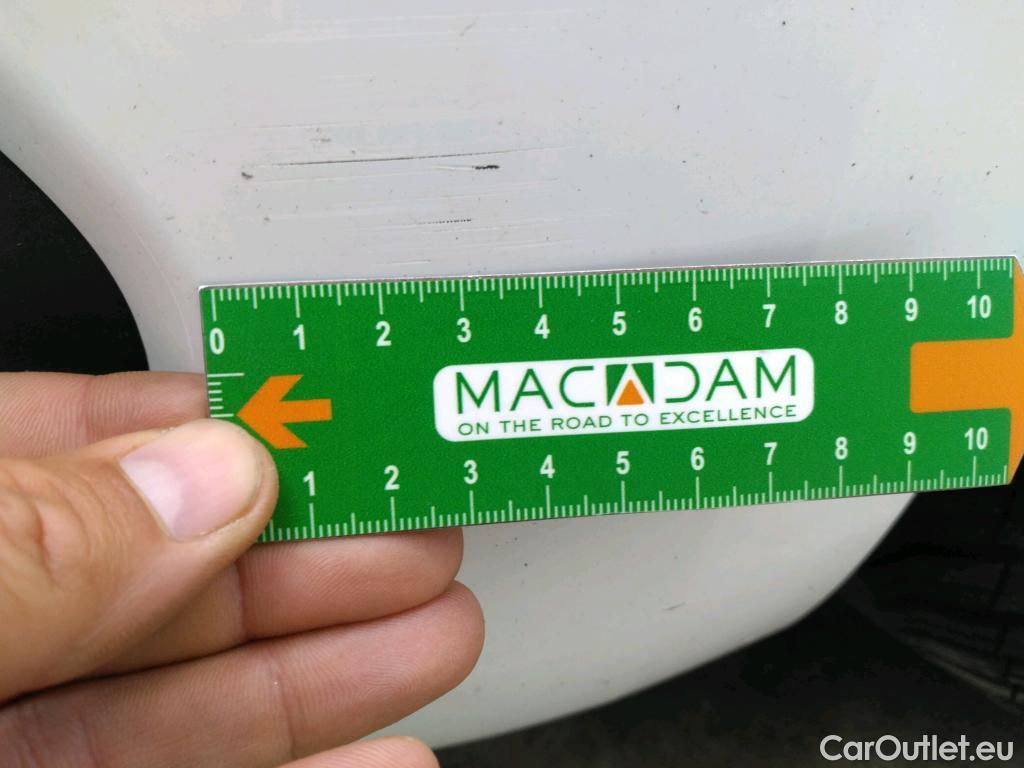 0 1 2 3 4 5 6 7 8 9 10
MACADAM
ON THE ROAD TO EXCELLENCE
1 2 3 4 5 6 7 8 9 10
CarOutlet.eu